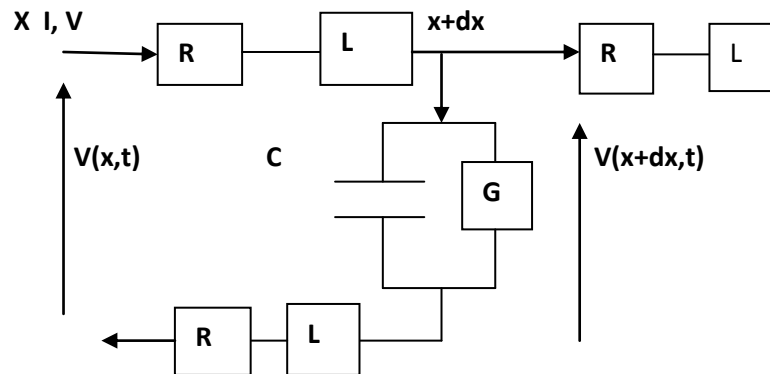 X I, V
x+dx
R
L
R
L
V(x,t)
C
G
V(x+dx,t)
R
L